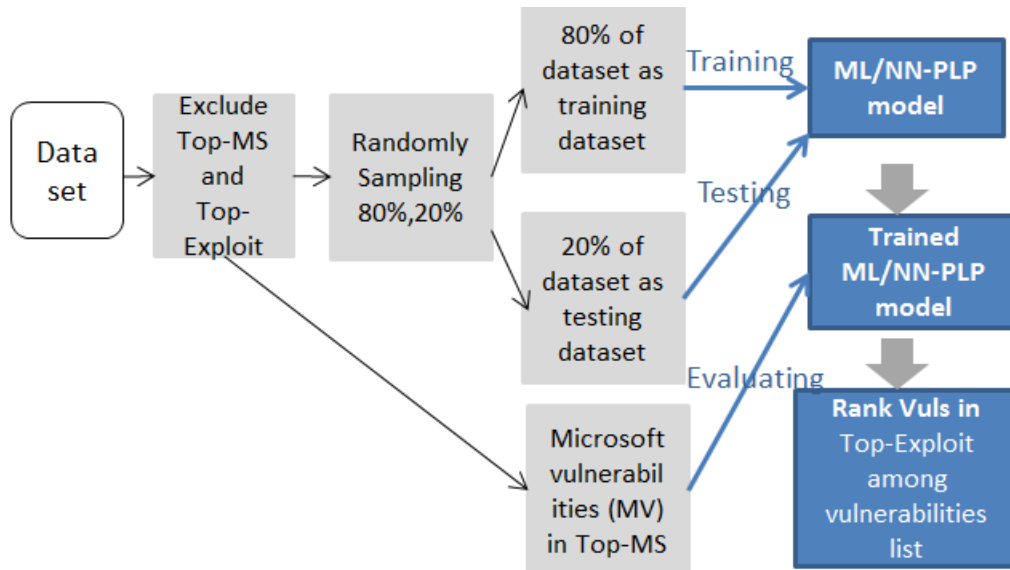 Data
set
Exclude
Top-MS
and
Top-
Exploit
Randomly
Sampling
80%,20%
80% of
dataset as
training
dataset
20% of
dataset as
testing
dataset
Microsoft
vulnerabil
ities (MV)
in Top-MS
Training
Testing
Evaluating
ML/NN-PLP
model
Trained
ML/NN-PLP
model
Rank Vuls in
Top-Exploit
among
vulnerabilities
list